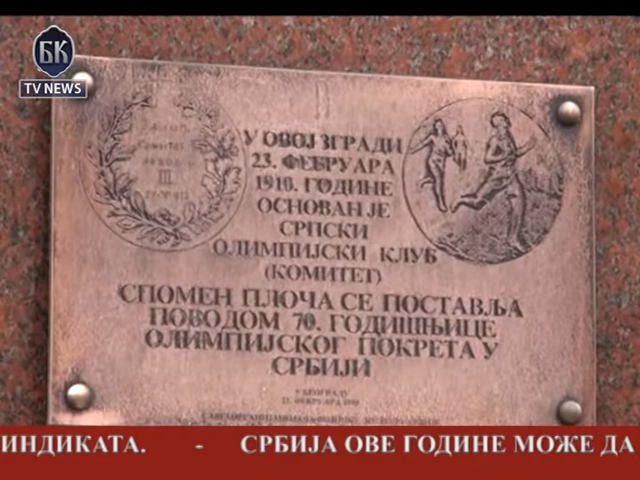 БК
TV NEWS
У ОВОЈ ЗГРАДИ
23. ФЕБРУАРА
1910. ГОДИНЕ
ОСНОВАН ЈЕ
СРПСКИ
ОЛИМПИЈСКИ КЛУБ
(КОМИТЕТ)
СПОМЕН ПЛОЧА СЕ ПОСТАВЉА
ПОВОДОМ 70. ГОДИШЊИЦЕ
ОЛИМПИЈСКОГ ПОКРЕТА У
СРБИЈИ
У БЕОГРАДУ
ИНДИКАТА. - СРБИЈА ОВЕ ГОДИНЕ МОЖЕ ДА